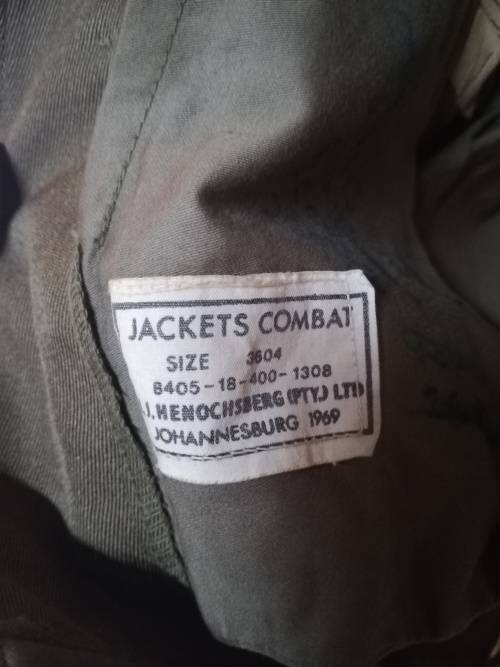 JACKETS COMBAT
SIZE 3604
8405-18-400-1308
J. HENOCHSBERG (PTY.) LTD
JOHANNESBURG 1969